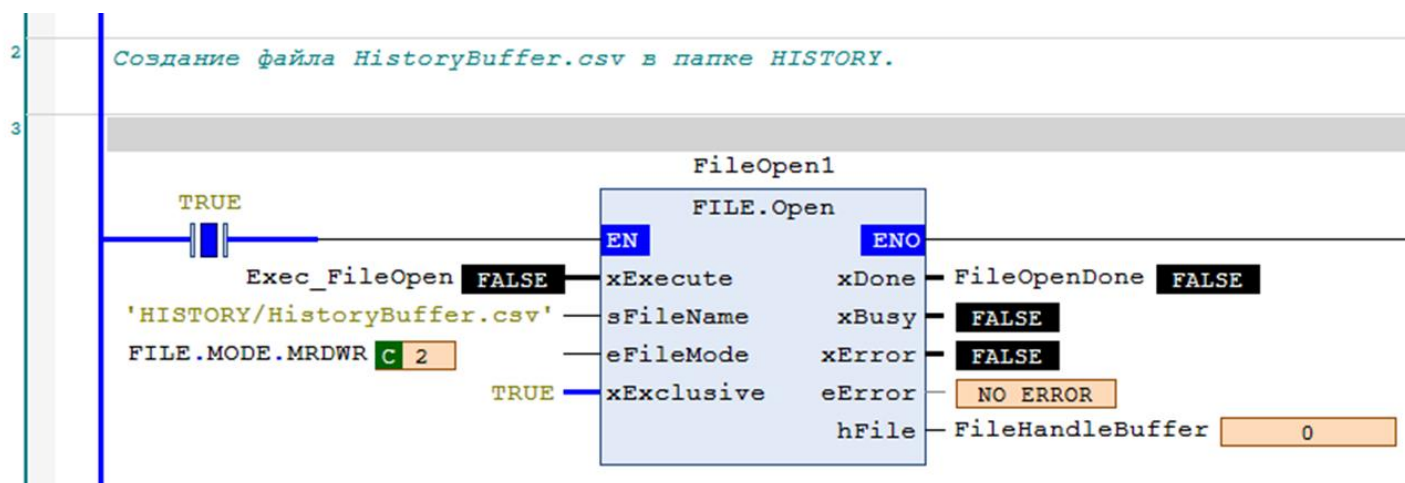 2
Создание файла HistoryBuffer.csv в папке HISTORY.
3
FileOpen1
TRUE
FILE.Open
EN ENO
Exec_FileOpen FALSE xExecute xDone FileOpenDone FALSE
'HISTORY/HistoryBuffer.csv' sFileName xBusy FALSE
FILE.MODE.MRDWR C 2 eFileMode xError FALSE
TRUE xExclusive eError NO ERROR
hFile FileHandleBuffer 0